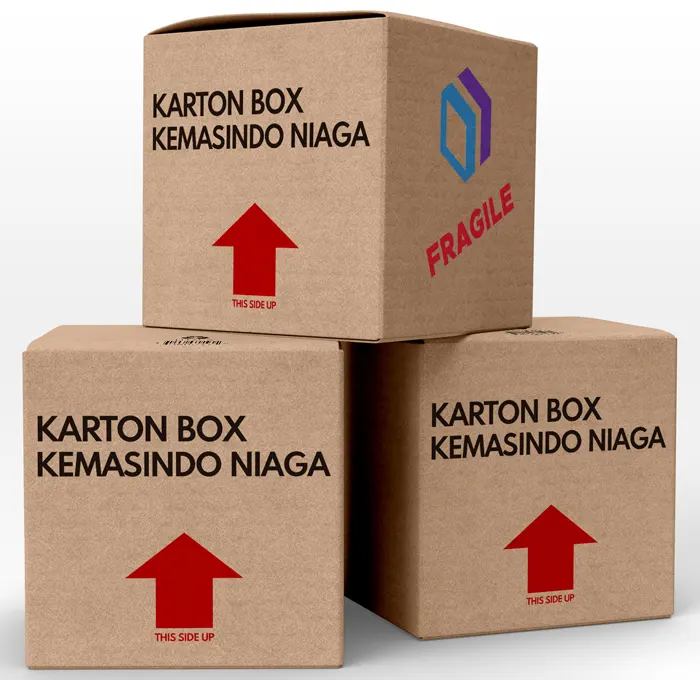 KARTON BOX
KEMASINDO NIAGA
THIS SIDE UP
FRAGILE
KARTON BOX
KEMASINDO NIAGA
THIS SIDE UP
KARTON BOX
KEMASINDO NIAGA
THIS SIDE UP